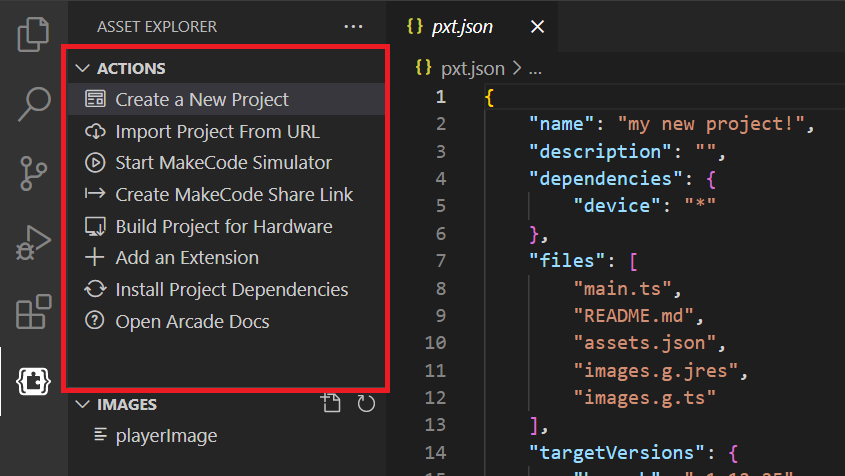 ASSET EXPLORER
ACTIONS
Create a New Project
Import Project From URL
Start MakeCode Simulator
Create MakeCode Share Link
Build Project for Hardware
Add an Extension
Install Project Dependencies
Open Arcade Docs
IMAGES
playerImage
{} pxt.json
{} pxt.json > ...
1 {
2 "name": "my new project!",
3 "description": "",
4 "dependencies": {
5 "device": "*"
6 },
7 "files": [
8 "main.ts",
9 "README.md",
10 "assets.json",
11 "images.g.jres",
12 "images.g.ts"
13 ],
14 "targetVersions": {